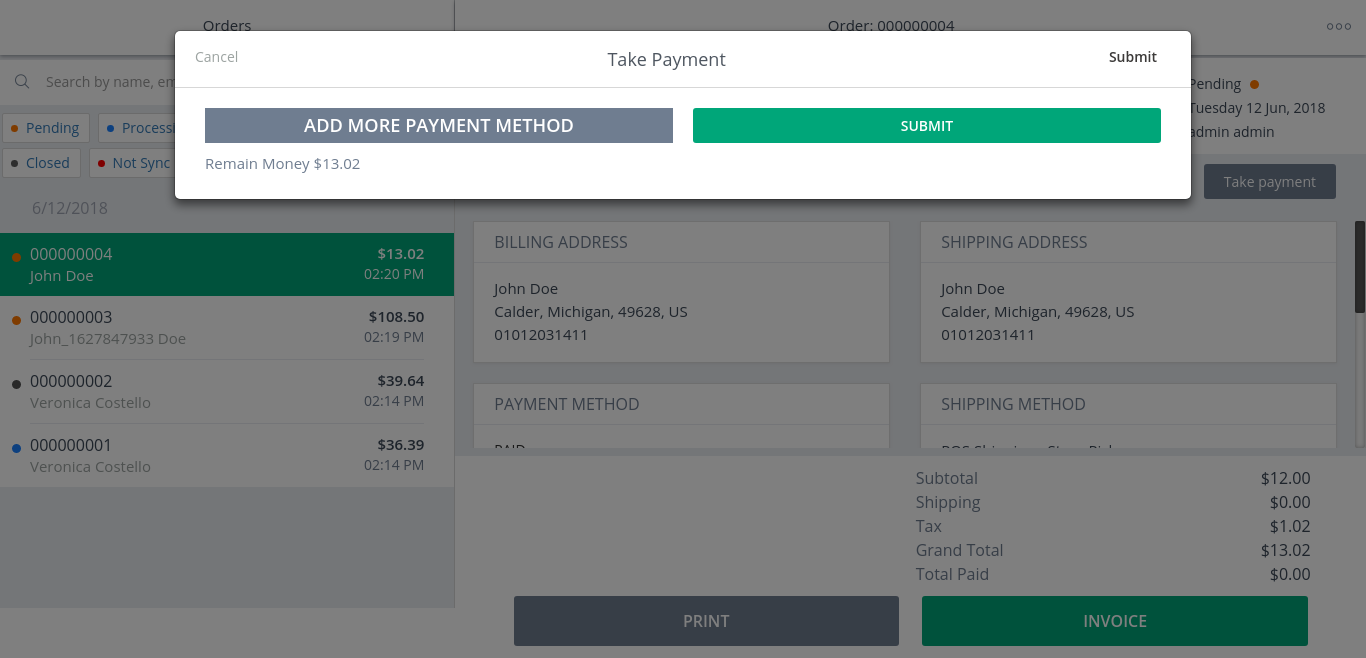 Orders
Order: 000000004
Cancel
Take Payment
Submit
ADD MORE PAYMENT METHOD
SUBMIT
Remain Money $13.02
Search by name, em
Pending
Processi
Closed
Not Sync
Pending
Tuesday 12 Jun, 2018
admin admin
Take payment
6/12/2018
000000004
$13.02
John Doe
02:20 PM
000000003
$108.50
John_1627847933 Doe
02:19 PM
000000002
$39.64
Veronica Costello
02:14 PM
000000001
$36.39
Veronica Costello
02:14 PM
BILLING ADDRESS
John Doe
Calder, Michigan, 49628, US
01012031411
SHIPPING ADDRESS
John Doe
Calder, Michigan, 49628, US
01012031411
PAYMENT METHOD
PAID
SHIPPING METHOD
Subtotal $12.00
Shipping $0.00
Tax $1.02
Grand Total $13.02
Total Paid $0.00
PRINT
INVOICE